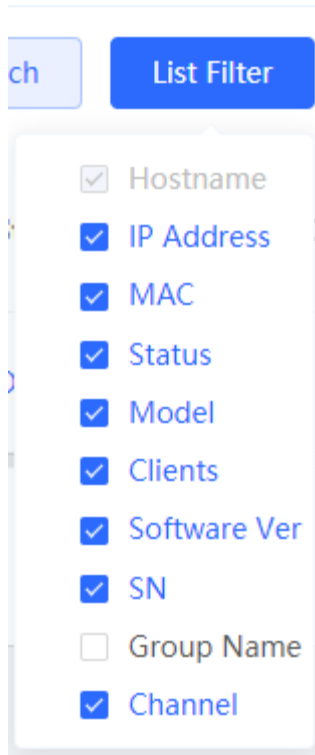 ch List Filter
Hostname
IP Address
MAC
Status
Model
Clients
Software Ver
SN
Group Name
Channel